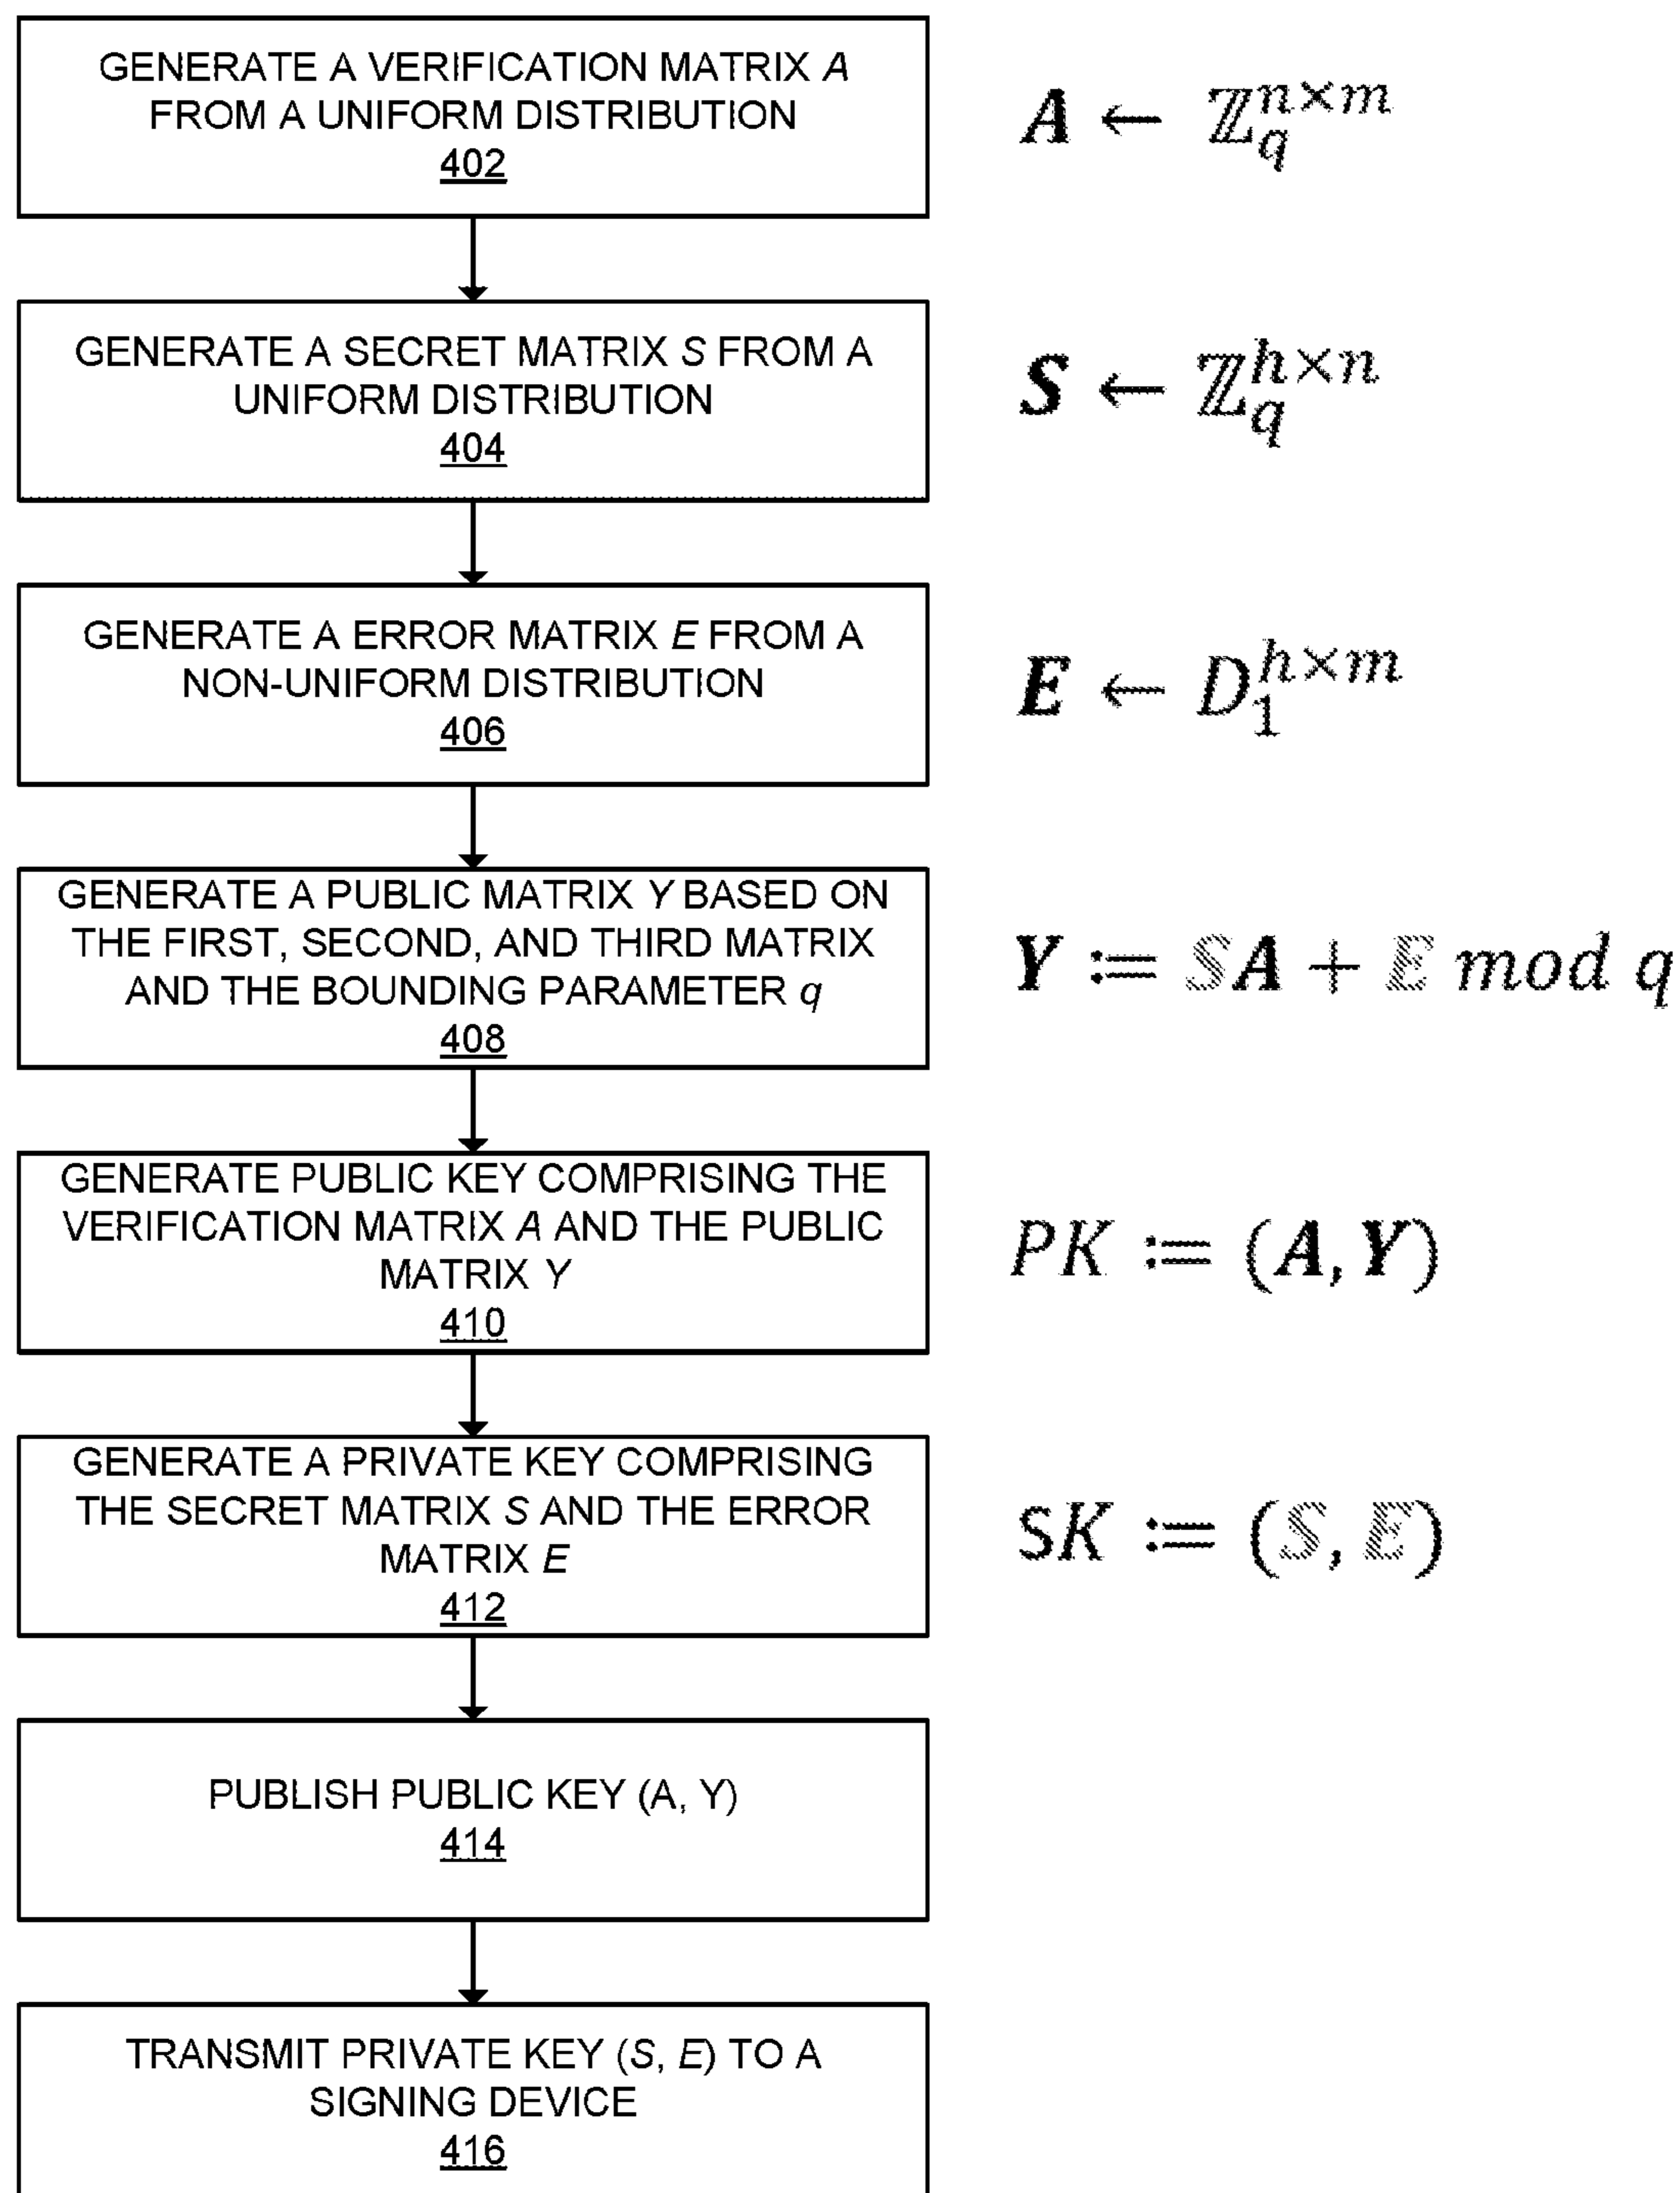 GENERATE A VERIFICATION MATRIX A
FROM A UNIFORM DISTRIBUTION
402
A ← ℤ_q^{n×m}
GENERATE A SECRET MATRIX S FROM A
UNIFORM DISTRIBUTION
404
S ← ℤ_q^{h×n}
GENERATE A ERROR MATRIX E FROM A
NON-UNIFORM DISTRIBUTION
406
E ← D_1^{h×m}
GENERATE A PUBLIC MATRIX Y BASED ON
THE FIRST, SECOND, AND THIRD MATRIX
AND THE BOUNDING PARAMETER q
408
Y := SA + E mod q
GENERATE PUBLIC KEY COMPRISING THE
VERIFICATION MATRIX A AND THE PUBLIC
MATRIX Y
410
PK := (A, Y)
GENERATE A PRIVATE KEY COMPRISING
THE SECRET MATRIX S AND THE ERROR
MATRIX E
412
SK := (S, E)
PUBLISH PUBLIC KEY (A, Y)
414
TRANSMIT PRIVATE KEY (S, E) TO A
SIGNING DEVICE
416